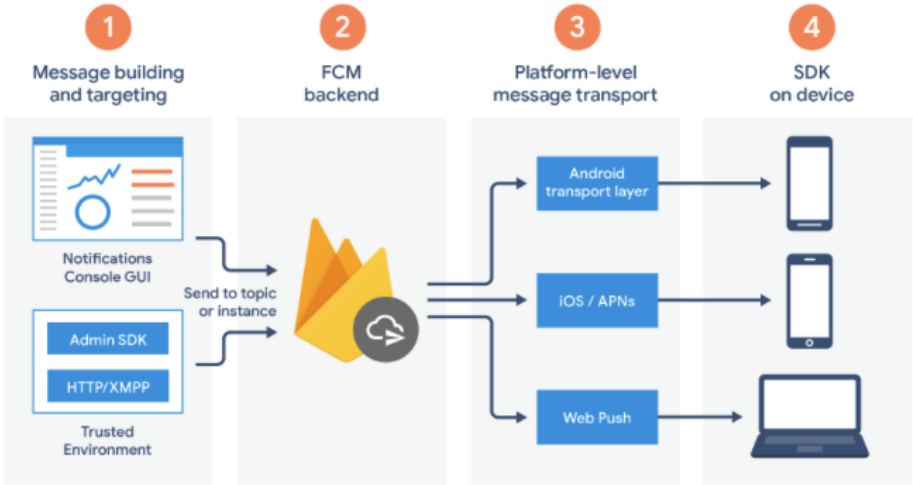 1
Message building
and targeting
2
FCM
backend
3
Platform-level
message transport
4
SDK
on device
Notifications
Console GUI
Send to topic
or instance
Admin SDK
HTTP/XMPP
Trusted
Environment
Android
transport layer
iOS / APNs
Web Push